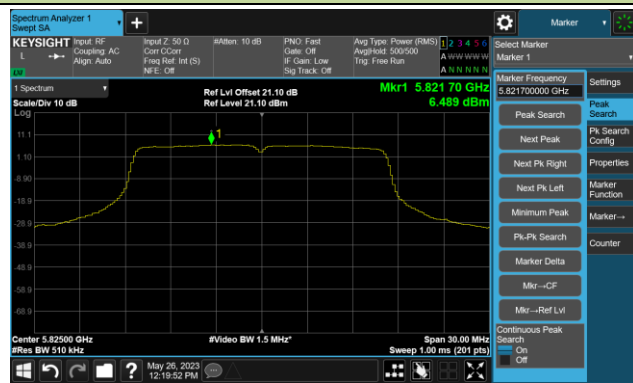 Spectrum Analyzer 1
Swept SA
Marker
KEYSIGHT
L
Input: RF
Coupling: AC
Align: Auto
Input Z: 50 Ω
Corr CCorr
Freq Ref: Int (S)
NFE: Off
#Atten: 10 dB
PNO: Fast
Gate: Off
IF Gain: Low
Sig Track: Off
Avg Type: Power (RMS)
Avg|Hold: 500/500
Trig: Free Run
1 2 3 4 5 6
A W W W W W
A N N N N N
Select Marker
Marker 1
1 Spectrum
Scale/Div 10 dB
Log
Ref Lvl Offset 21.10 dB
Ref Level 21.10 dBm
Mkr1 5.821 70 GHz
6.489 dBm
Marker Frequency
5.821700000 GHz
Settings
Peak Search
Peak
Search
Next Peak
Pk Search
Config
Next Pk Right
Properties
Next Pk Left
Marker
Function
Minimum Peak
Marker→
Pk-Pk Search
Counter
Marker Delta
Mkr→CF
Mkr→Ref Lvl
Continuous Peak
Search
On
Off
1
11.1
1.10
-8.90
-18.9
-28.9
-38.9
-48.9
-58.9
-68.9
Center 5.82500 GHz
#Res BW 510 kHz
#Video BW 1.5 MHz*
Span 30.00 MHz
Sweep 1.00 ms (201 pts)
?
May 26, 2023
12:19:52 PM